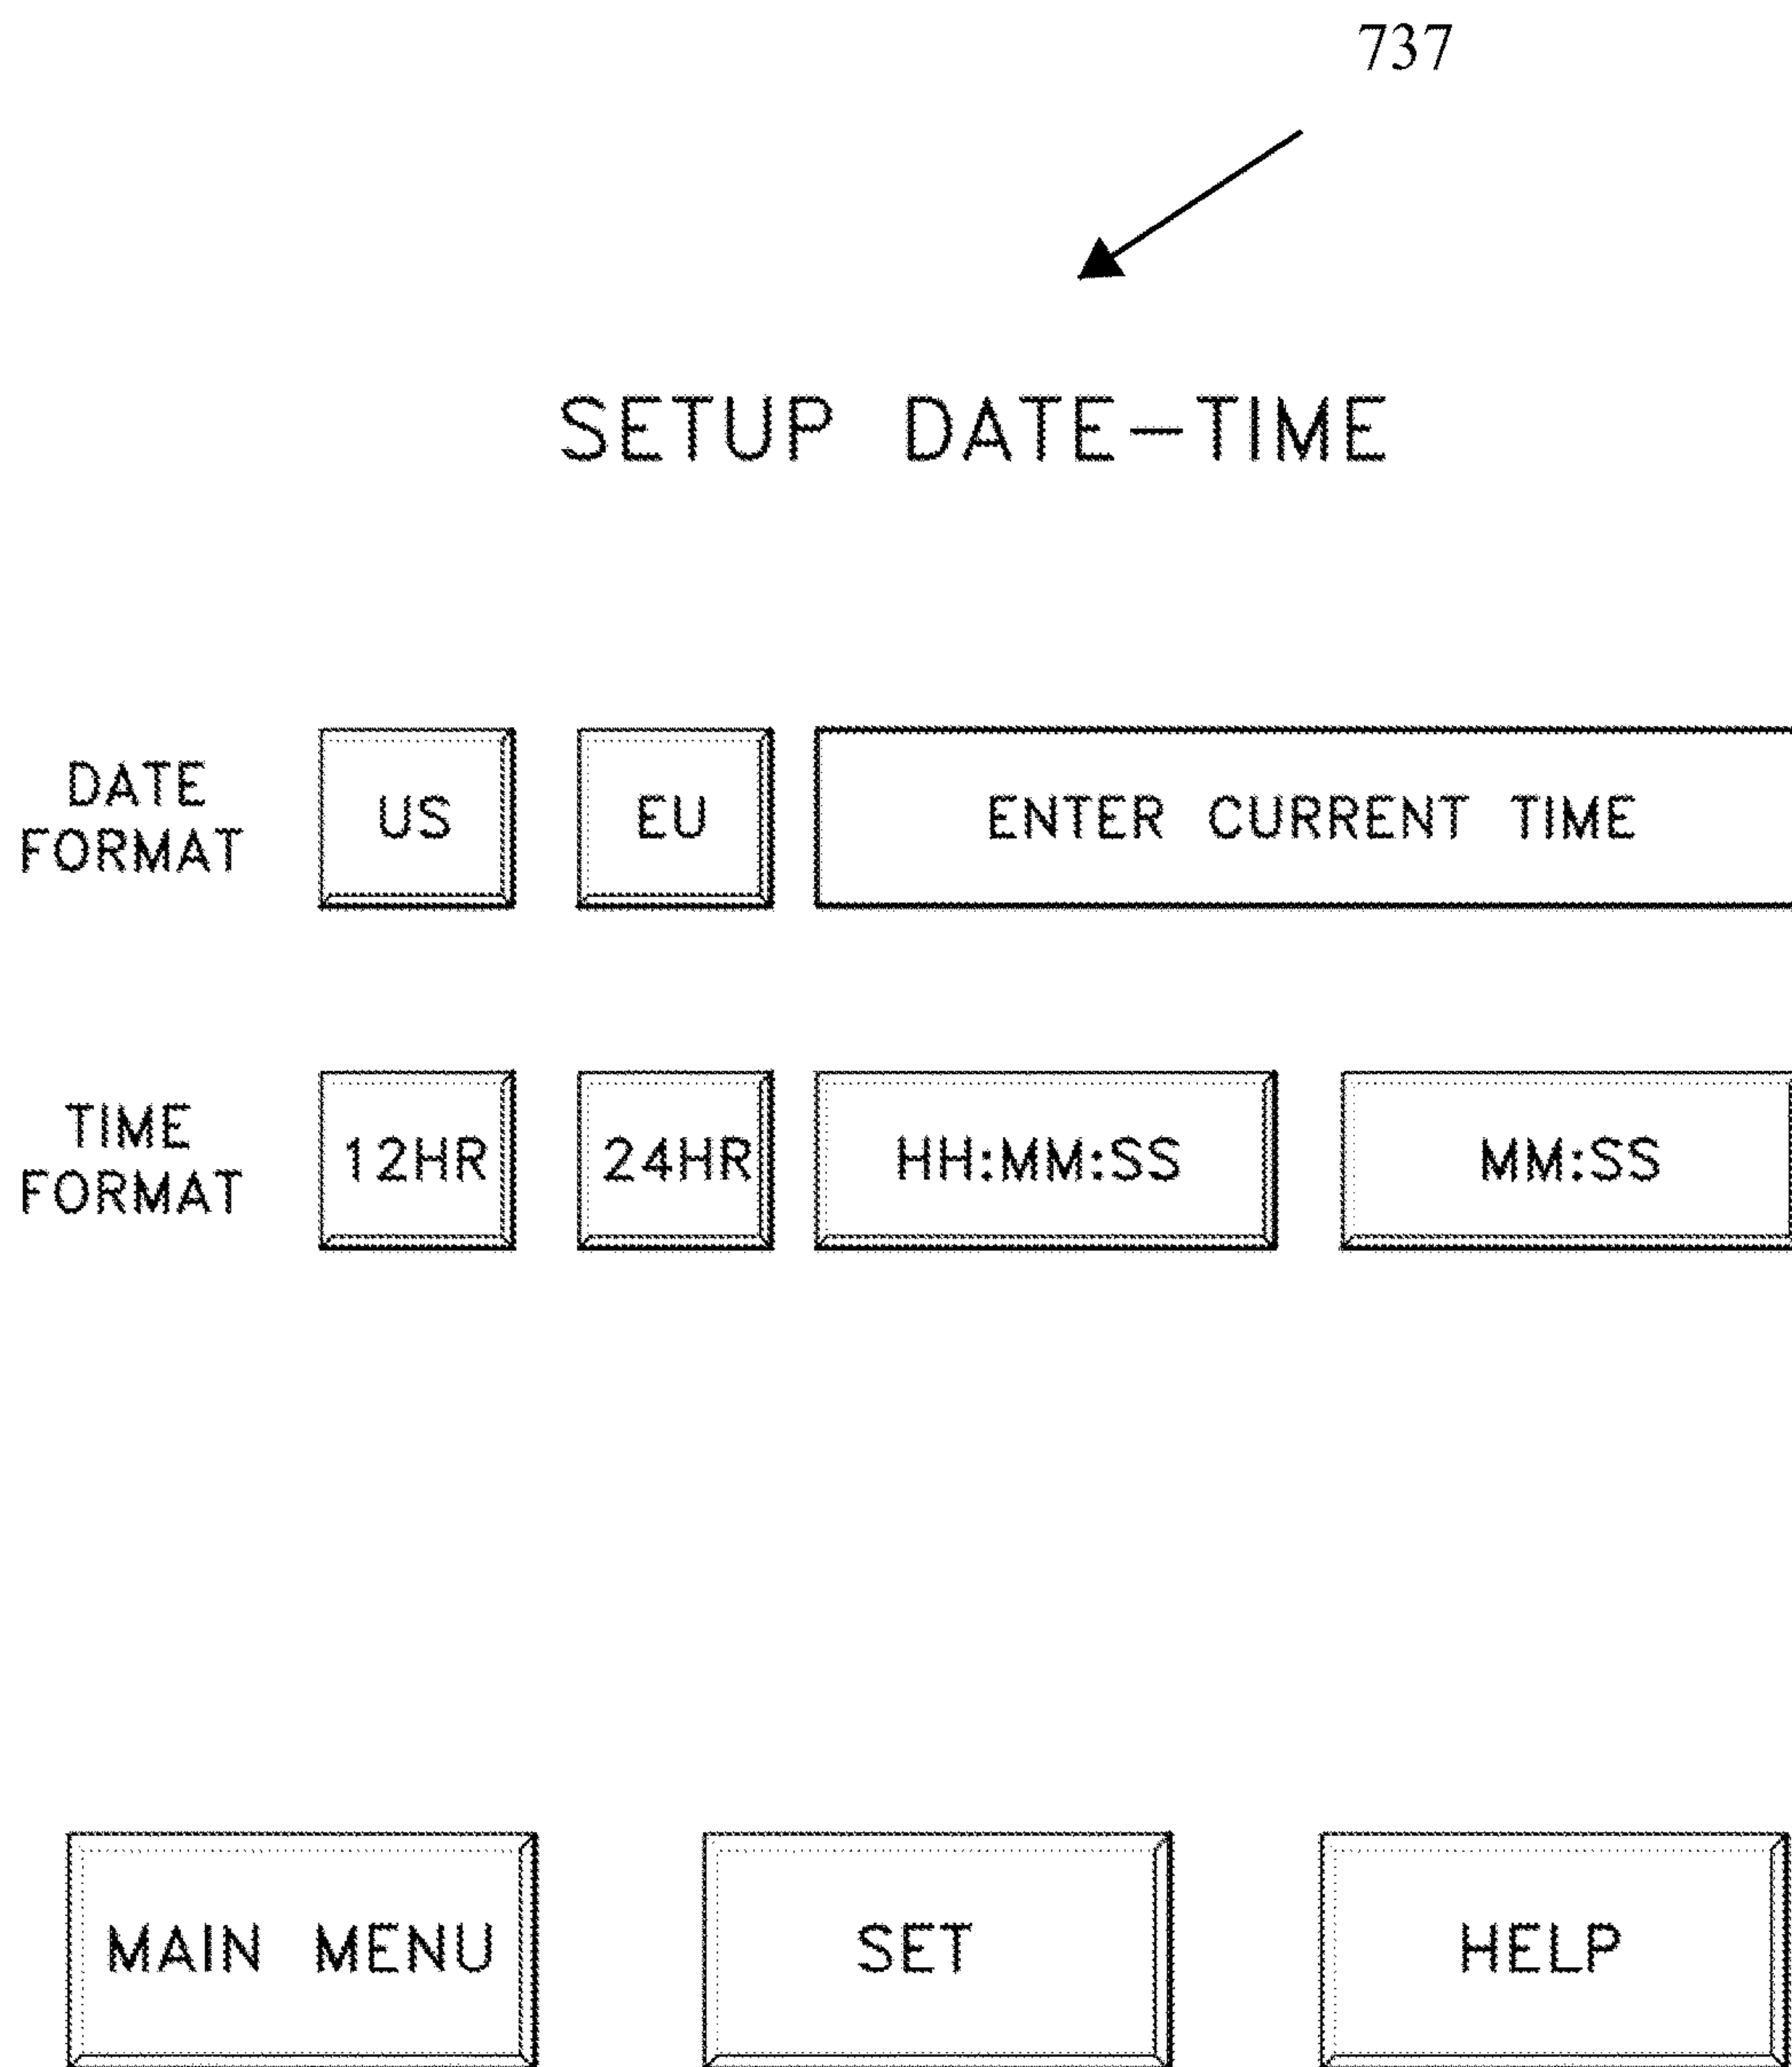 737
SETUP DATE-TIME
DATE
FORMAT
US
EU
ENTER CURRENT TIME
TIME
FORMAT
12HR
24HR
HH:MM:SS
MM:SS
MAIN MENU
SET
HELP